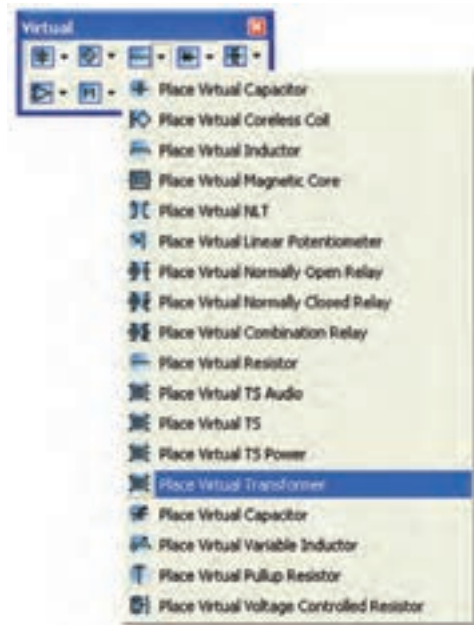 Virtual
Place Virtual Capacitor
Place Virtual Coreless Coil
Place Virtual Inductor
Place Virtual Magnetic Core
Place Virtual NLT
Place Virtual Linear Potentiometer
Place Virtual Normally Open Relay
Place Virtual Normally Closed Relay
Place Virtual Combination Relay
Place Virtual Resistor
Place Virtual TS Audio
Place Virtual TS
Place Virtual TS Power
Place Virtual Transformer
Place Virtual Capacitor
Place Virtual Variable Inductor
Place Virtual Pullup Resistor
Place Virtual Voltage Controlled Resistor